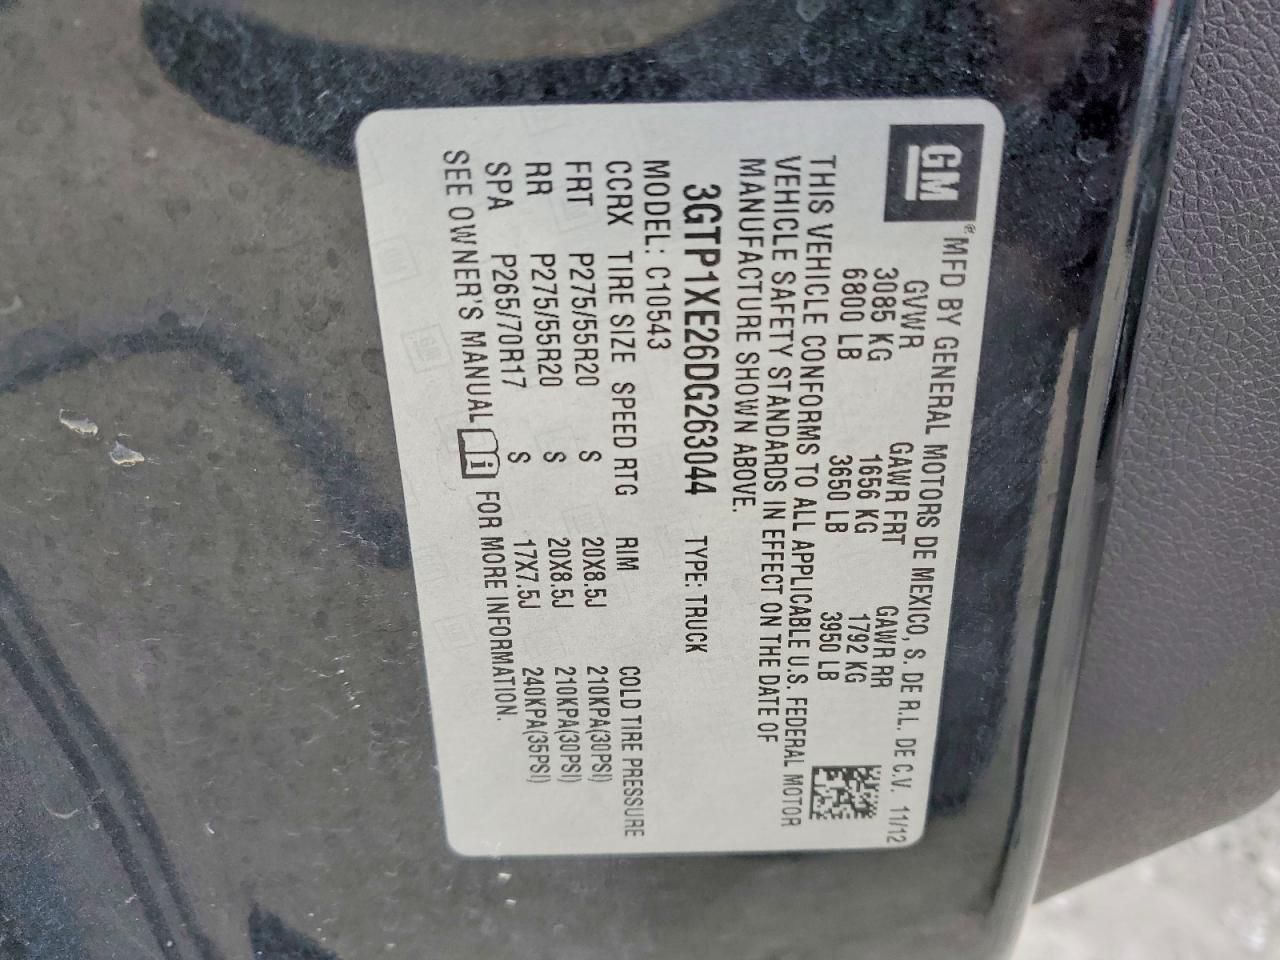 GM
® MFD BY GENERAL MOTORS DE MEXICO, S. DE R.L. DE C.V. 11/12
GVWR GAWR FRT GAWR RR
3085 KG 1656 KG 1792 KG
6800 LB 3650 LB 3950 LB
THIS VEHICLE CONFORMS TO ALL APPLICABLE U.S. FEDERAL MOTOR
VEHICLE SAFETY STANDARDS IN EFFECT ON THE DATE OF
MANUFACTURE SHOWN ABOVE.
3GTP1XE26DG263044 TYPE: TRUCK
MODEL: C10543
CCRX TIRE SIZE SPEED RTG RIM COLD TIRE PRESSURE
FRT P275/55R20 S 20X8.5J 210KPA(30PSI)
RR P275/55R20 S 20X8.5J 210KPA(30PSI)
SPA P265/70R17 S 17X7.5J 240KPA(35PSI)
SEE OWNER'S MANUAL i FOR MORE INFORMATION.